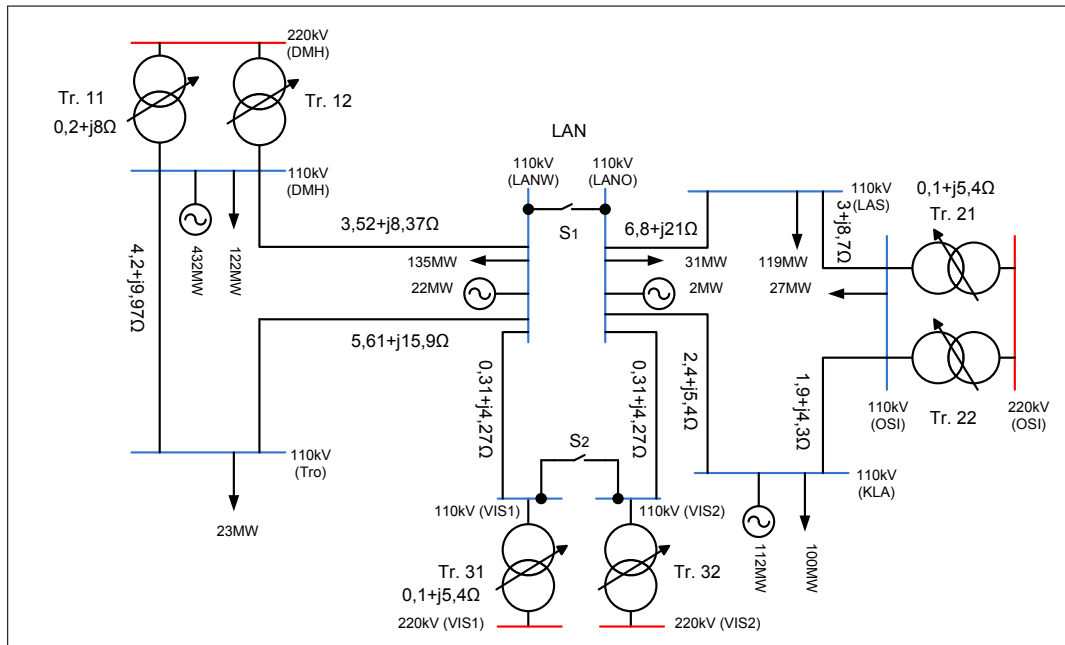 220kV
(DMH)
Tr. 11
0,2+j8Ω
Tr. 12
110kV
(DMH)
432MW
122MW
4,2+j9,97Ω
3,52+j8,37Ω
LAN
110kV
(LANW)
110kV
(LANO)
S1
135MW
22MW
31MW
2MW
5,61+j15,9Ω
6,8+j21Ω
110kV
(LAS)
119MW
27MW
3+j8,7Ω
0,1+j5,4Ω
Tr. 21
110kV
(OSI)
Tr. 22
220kV
(OSI)
0,31+j4,27Ω
0,31+j4,27Ω
2,4+j5,4Ω
1,9+j4,3Ω
S2
110kV
(Tro)
23MW
110kV (VIS1)
110kV (VIS2)
110kV
(KLA)
112MW
100MW
Tr. 31
0,1+j5,4Ω
Tr. 32
220kV (VIS1)
220kV (VIS2)